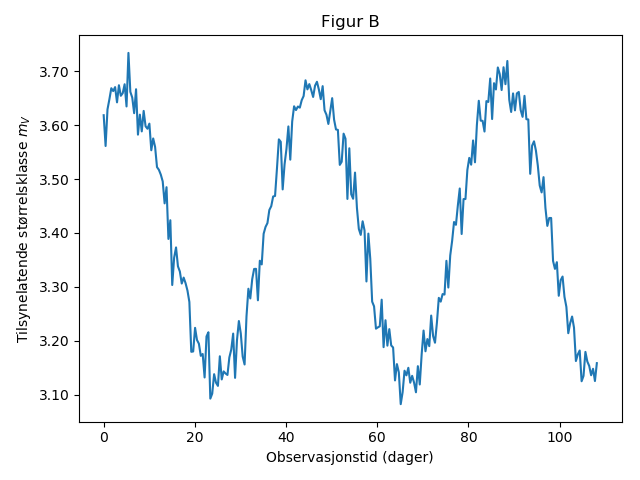 Figur B
Tilsynelatende størrelsklasse m_V
3.70
3.60
3.50
3.40
3.30
3.20
3.10
0 20 40 60 80 100
Observasjonstid (dager)